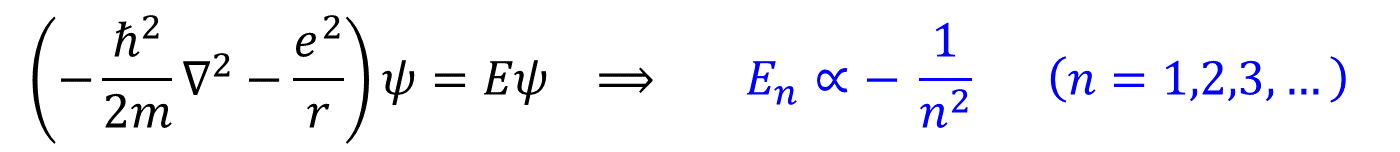 (−ℏ²/2m ∇² − e²/r)ψ = Eψ ⟹ Eₙ ∝ − 1/n² (n = 1,2,3, …)